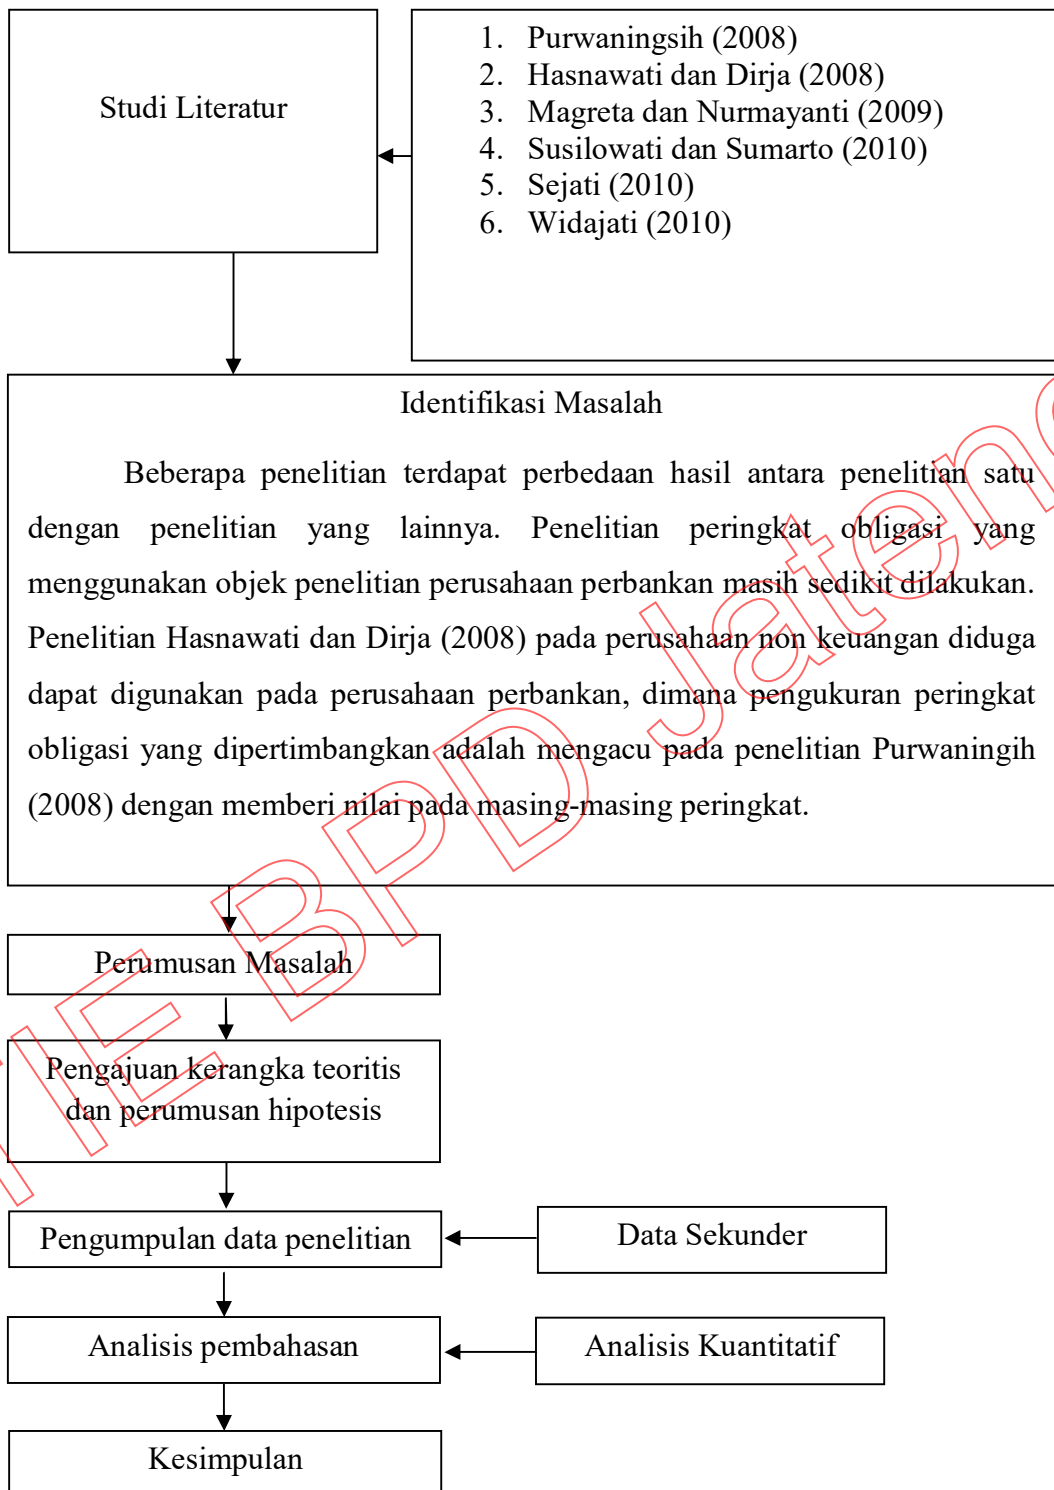 Studi Literatur
1. Purwaningsih (2008)
2. Hasnawati dan Dirja (2008)
3. Magreta dan Nurmayanti (2009)
4. Susilowati dan Sumarto (2010)
5. Sejati (2010)
6. Widajati (2010)
Identifikasi Masalah
Beberapa penelitian terdapat perbedaan hasil antara penelitian satu
dengan penelitian yang lainnya. Penelitian peringkat obligasi yang
menggunakan objek penelitian perusahaan perbankan masih sedikit dilakukan.
Penelitian Hasnawati dan Dirja (2008) pada perusahaan non keuangan diduga
dapat digunakan pada perusahaan perbankan, dimana pengukuran peringkat
obligasi yang dipertimbangkan adalah mengacu pada penelitian Purwaningih
(2008) dengan memberi nilai pada masing-masing peringkat.
Perumusan Masalah
Pengajuan kerangka teoritis
dan perumusan hipotesis
Pengumpulan data penelitian
Data Sekunder
Analisis pembahasan
Analisis Kuantitatif
Kesimpulan
TIE BPD Jateng